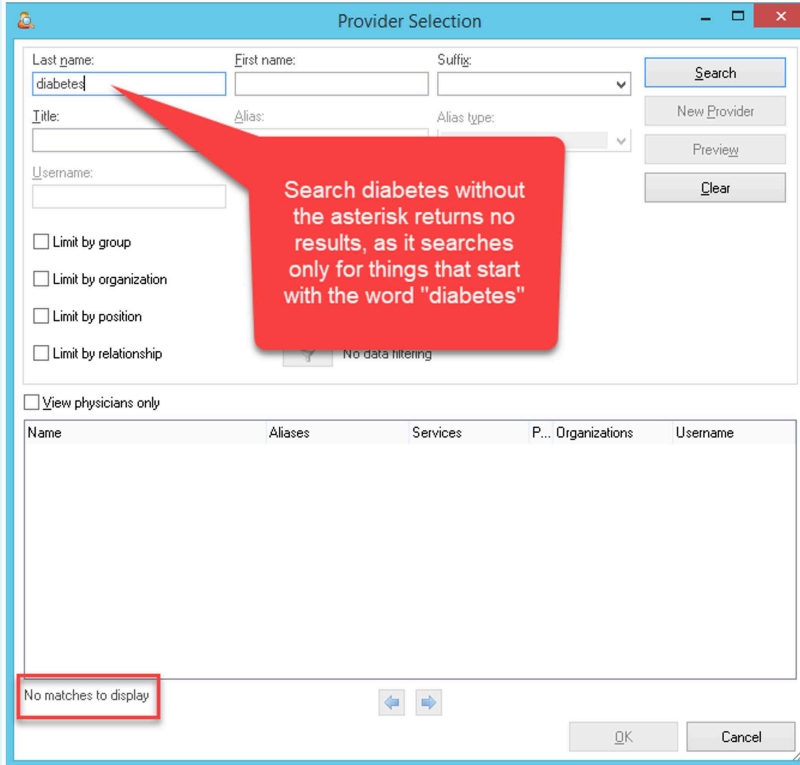 Provider Selection
Last name: First name: Suffix:
diabetes Search
Title: Alias: Alias type: New Provider
Preview
Username: Clear
Search diabetes without
the asterisk returns no
results, as it searches
only for things that start
with the word "diabetes"
Limit by group
Limit by organization
Limit by position
Limit by relationship No data filtering
View physicians only
Name Aliases Services P... Organizations Username
No matches to display
OK Cancel